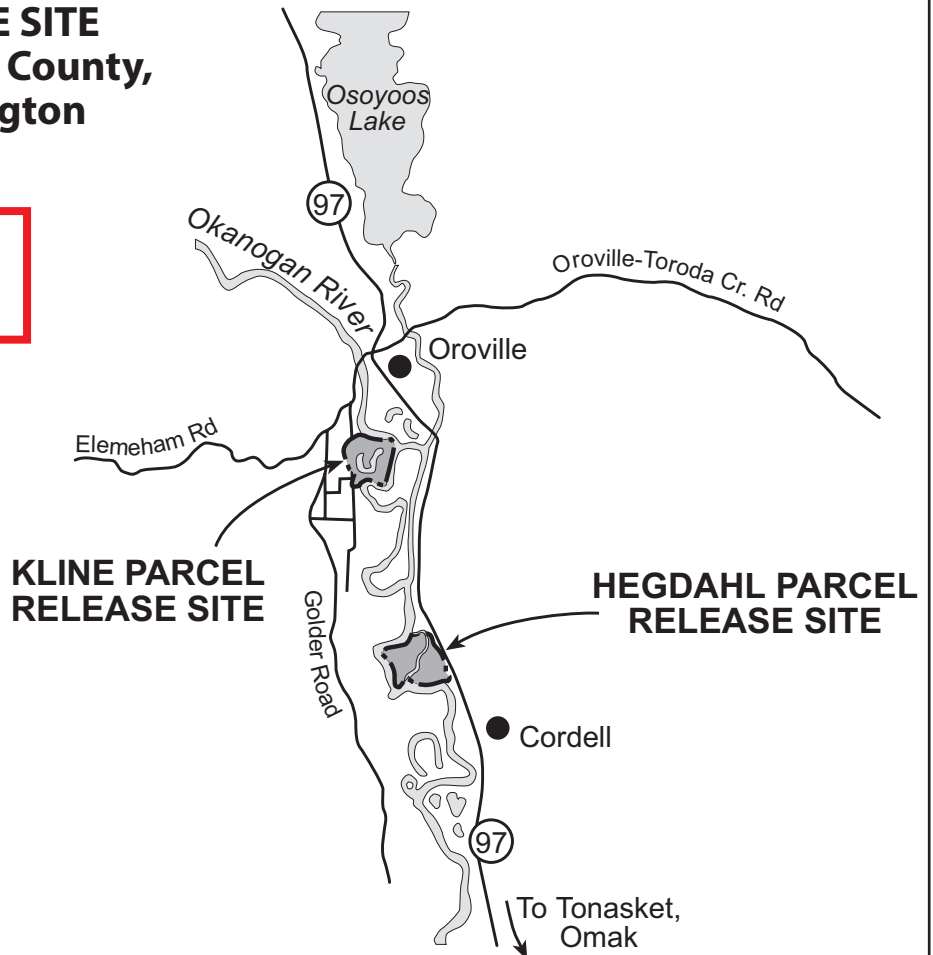 E SITE
County,
gton
Osoyoos
Lake
97
Okanogan River
Oroville-Toroda Cr. Rd
Oroville
Elemeham Rd
KLINE PARCEL
RELEASE SITE
HEGDAHL PARCEL
RELEASE SITE
Golder Road
Cordell
97
To Tonasket,
Omak